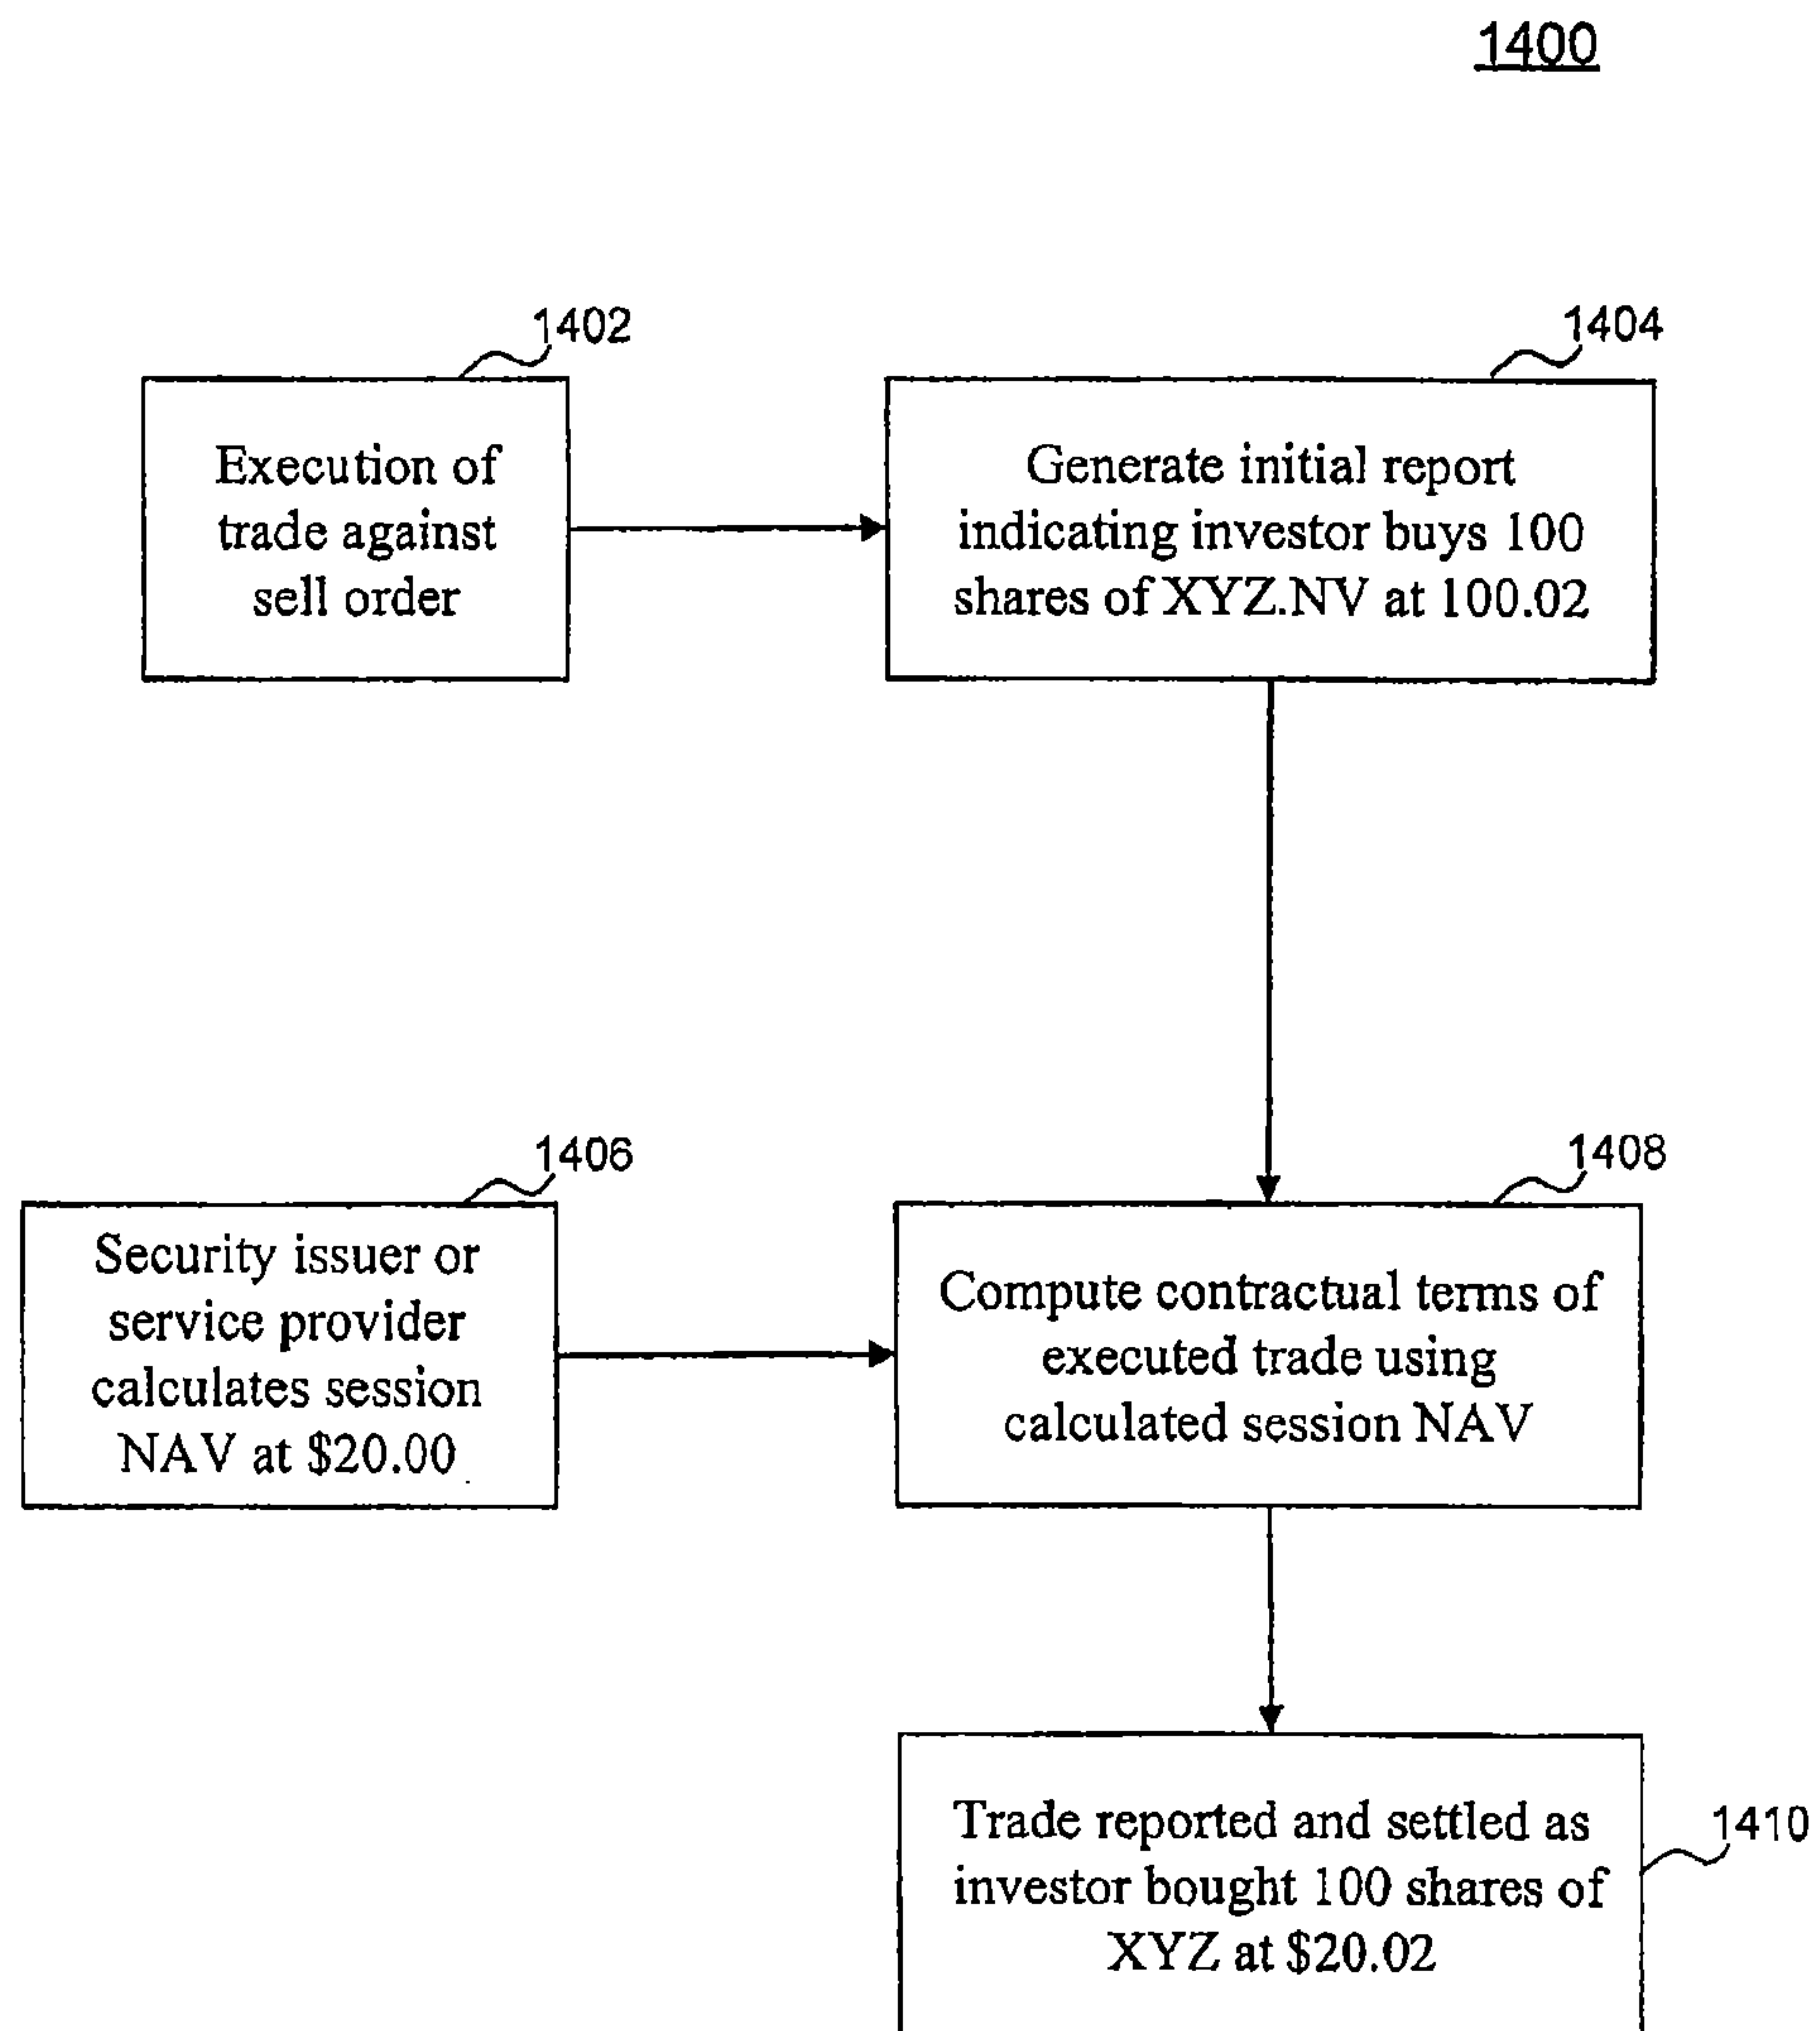 1400
1402
Execution of
trade against
sell order
1404
Generate initial report
indicating investor buys 100
shares of XYZ.NV at 100.02
1406
Security issuer or
service provider
calculates session
NAV at $20.00
1408
Compute contractual terms of
executed trade using
calculated session NAV
1410
Trade reported and settled as
investor bought 100 shares of
XYZ at $20.02